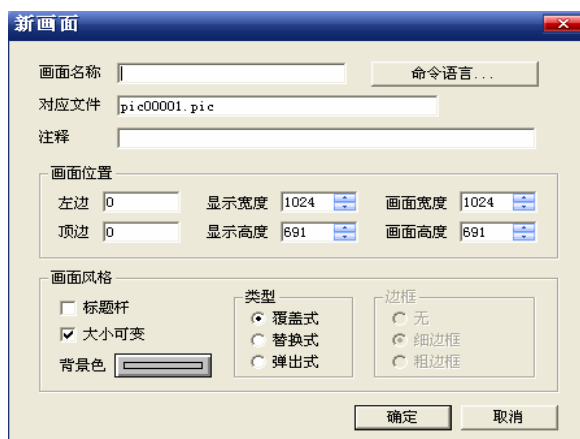 新画面
画面名称 命令语言...
对应文件 pic00001.pic
注释
画面位置
左边 0 显示宽度 1024 画面宽度 1024
顶边 0 显示高度 691 画面高度 691
画面风格
类型 边框
标题杆 覆盖式 无
大小可变 替换式 细边框
背景色 弹出式 粗边框
确定 取消